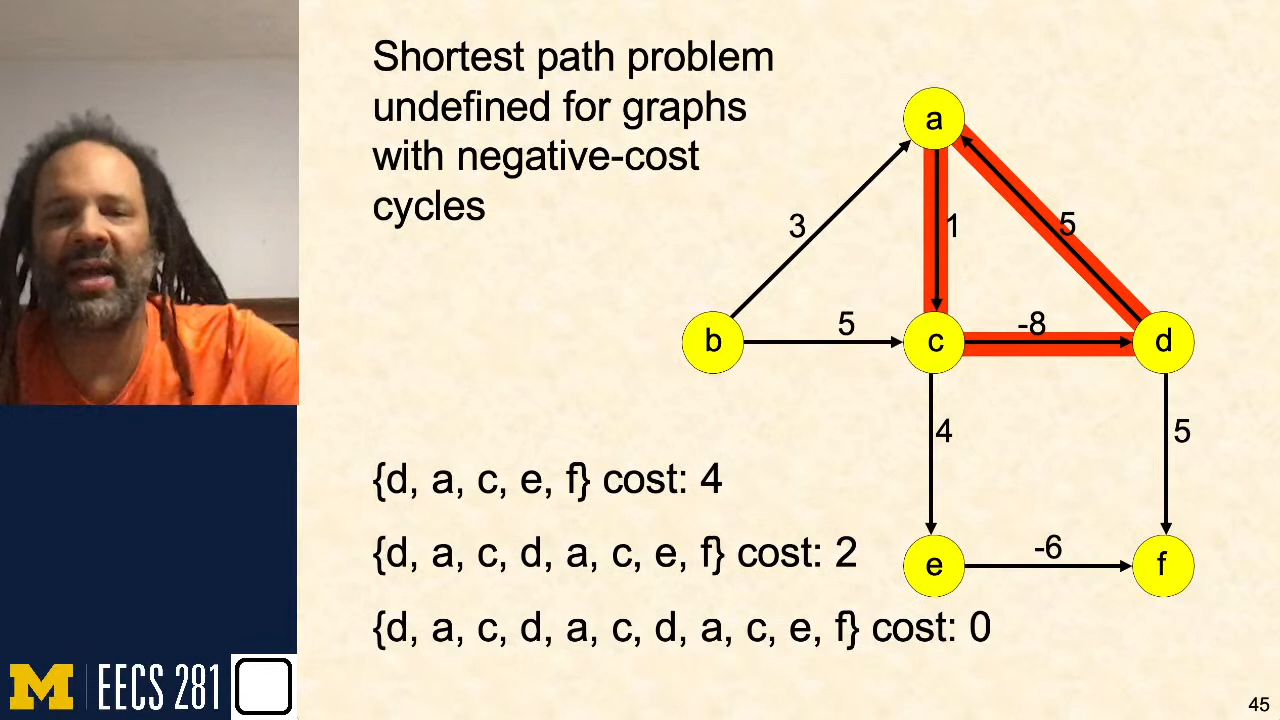 Shortest path problem
undefined for graphs
with negative-cost
cycles
a
3
1
5
b
5
c
-8
d
4
5
{d, a, c, e, f} cost: 4
{d, a, c, d, a, c, e, f} cost: 2
e
-6
f
{d, a, c, d, a, c, d, a, c, e, f} cost: 0
M EECS 281
45